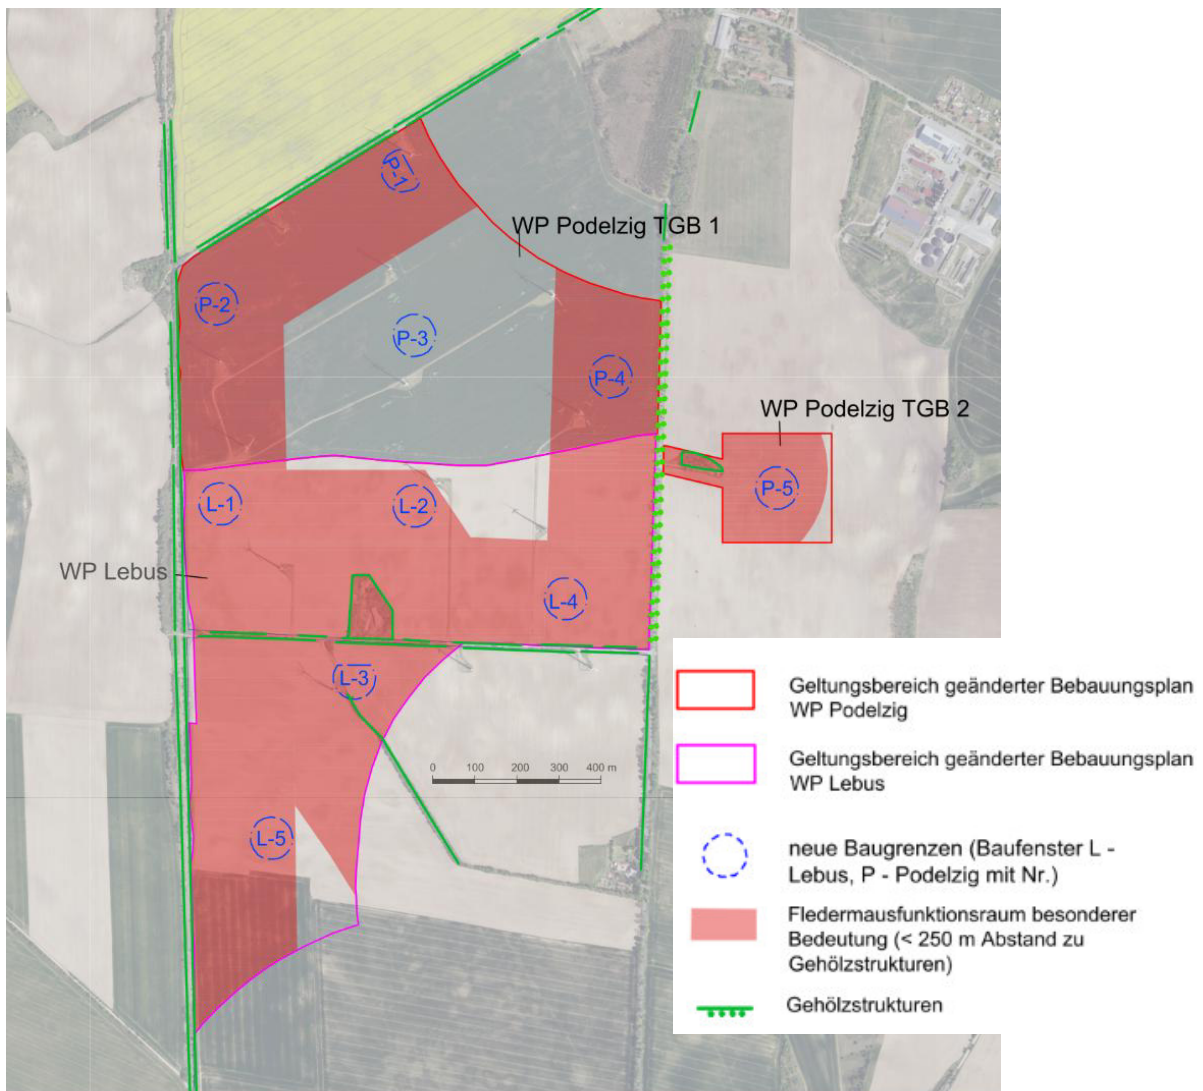 P-1
WP Podelzig TGB 1
P-2
P-3
P-4
WP Podelzig TGB 2
P-5
L-1
L-2
WP Lebus
L-4
L-3
0 100 200 300 400 m
L-5
Geltungsbereich geänderter Bebauungsplan
WP Podelzig
Geltungsbereich geänderter Bebauungsplan
WP Lebus
neue Baugrenzen (Baufenster L -
Lebus, P - Podelzig mit Nr.)
Fledermausfunktionsraum besonderer
Bedeutung (< 250 m Abstand zu
Gehölzstrukturen)
Gehölzstrukturen